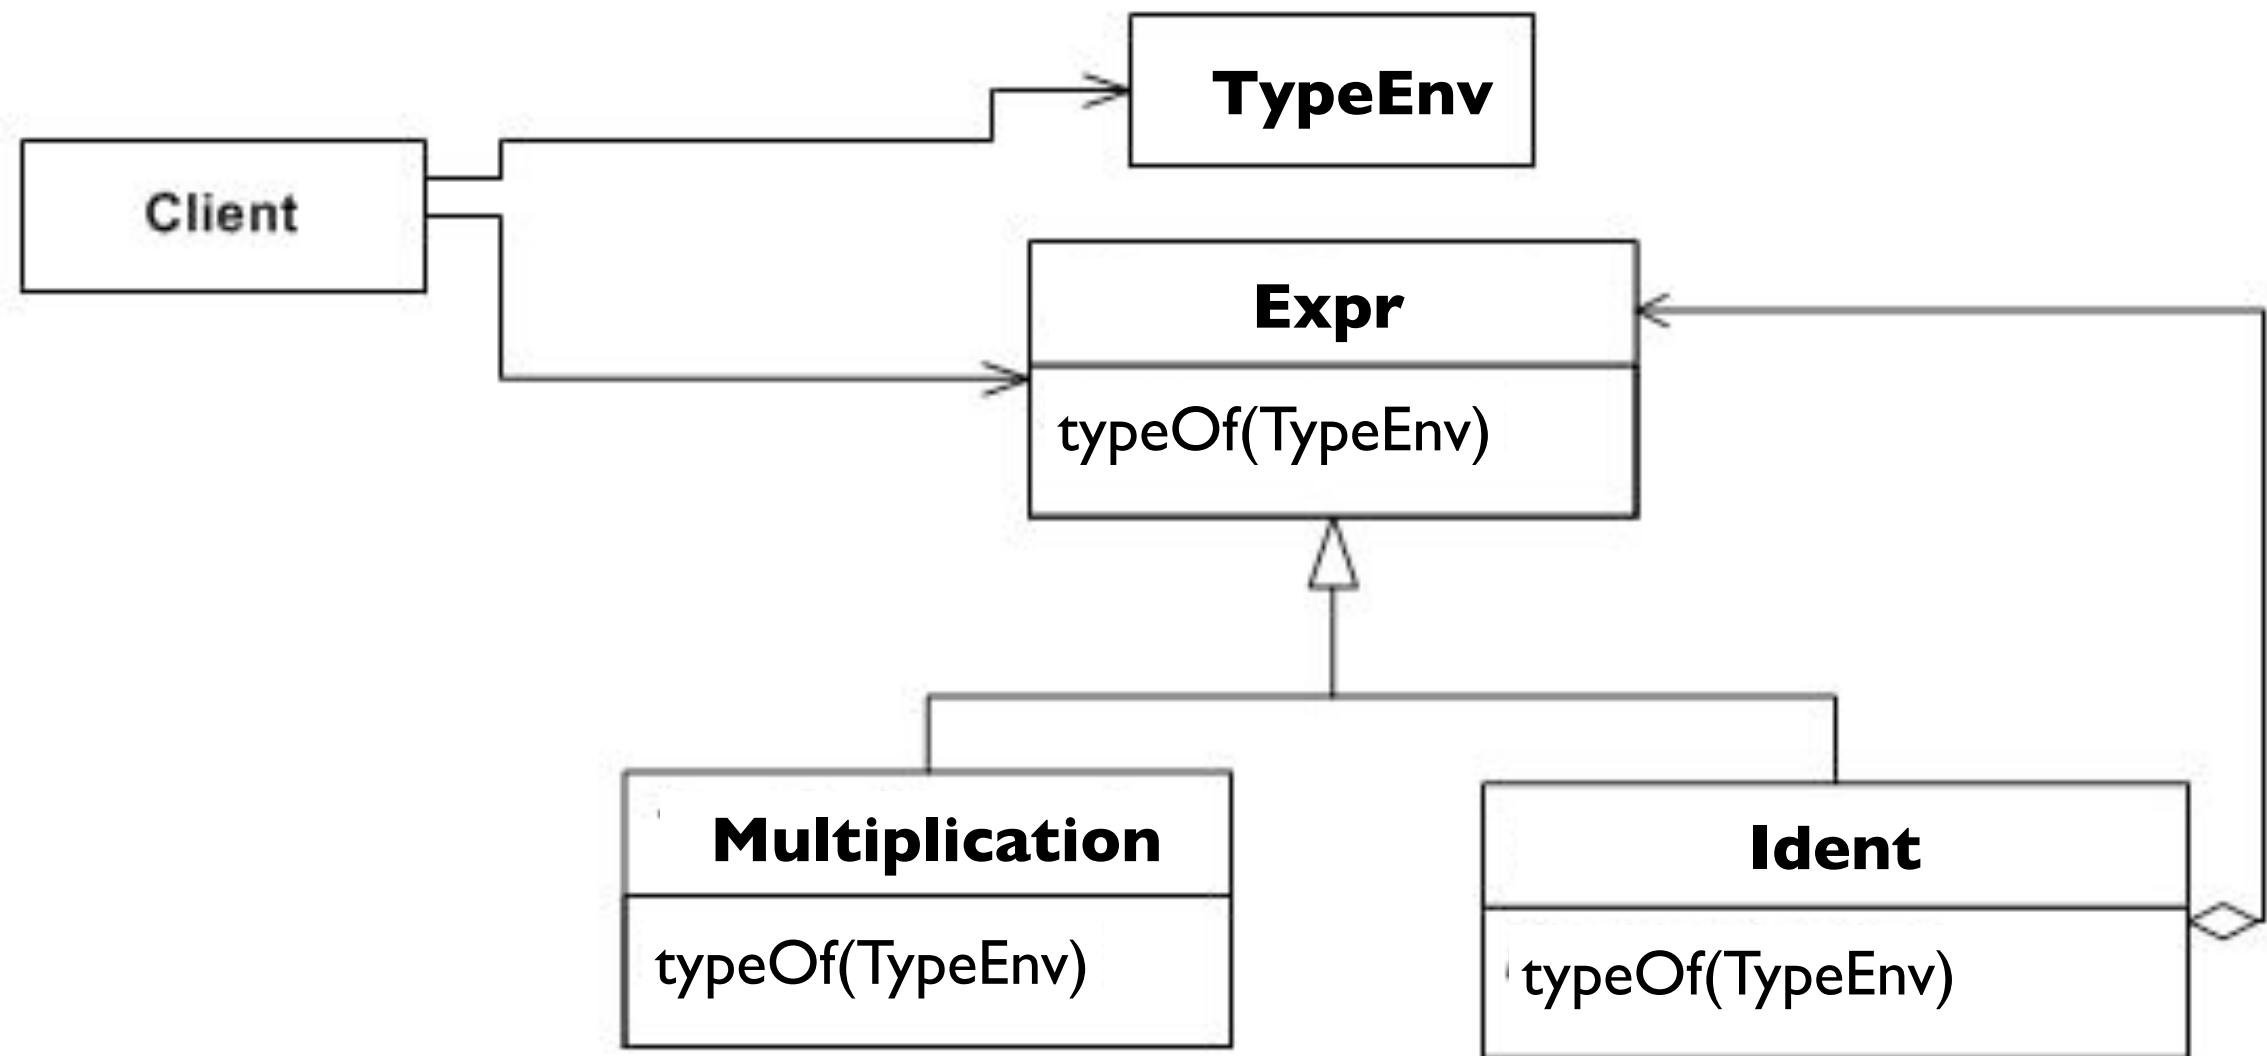 TypeEnv
Client
Expr
typeOf(TypeEnv)
Multiplication
typeOf(TypeEnv)
Ident
typeOf(TypeEnv)